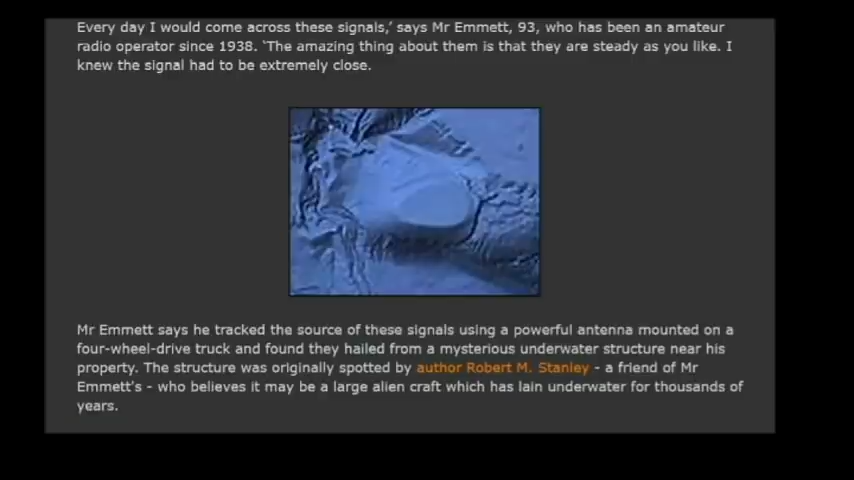 Every day I would come across these signals,’ says Mr Emmett, 93, who has been an amateur
radio operator since 1938. ‘The amazing thing about them is that they are steady as you like. I
knew the signal had to be extremely close.
Mr Emmett says he tracked the source of these signals using a powerful antenna mounted on a
four-wheel-drive truck and found they hailed from a mysterious underwater structure near his
property. The structure was originally spotted by author Robert M. Stanley - a friend of Mr
Emmett's - who believes it may be a large alien craft which has lain underwater for thousands of
years.